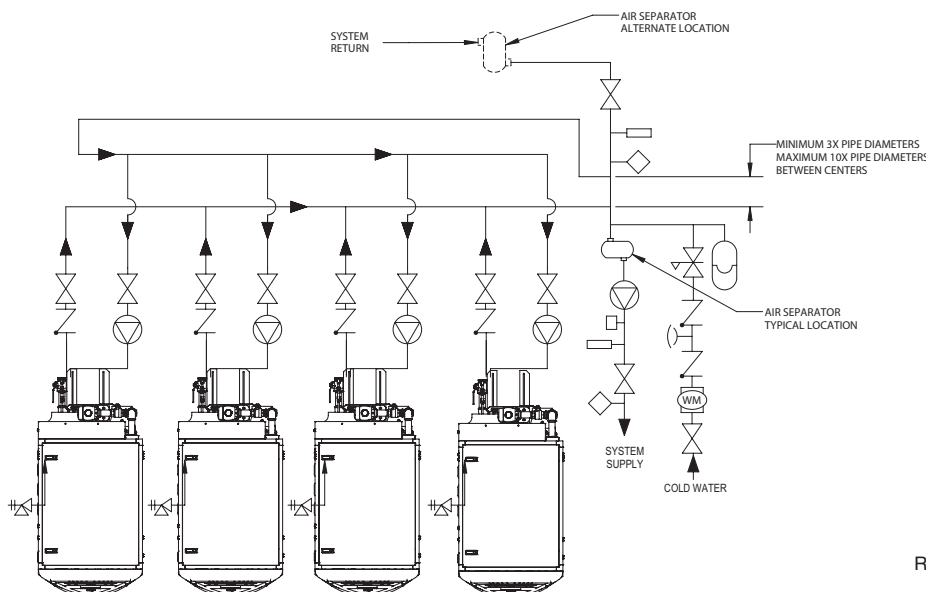 AIR SEPARATOR
ALTERNATE LOCATION
SYSTEM
RETURN
MINIMUM 3X PIPE DIAMETERS
MAXIMUM 10X PIPE DIAMETERS
BETWEEN CENTERS
AIR SEPARATOR
TYPICAL LOCATION
WM
SYSTEM
SUPPLY
COLD WATER
R